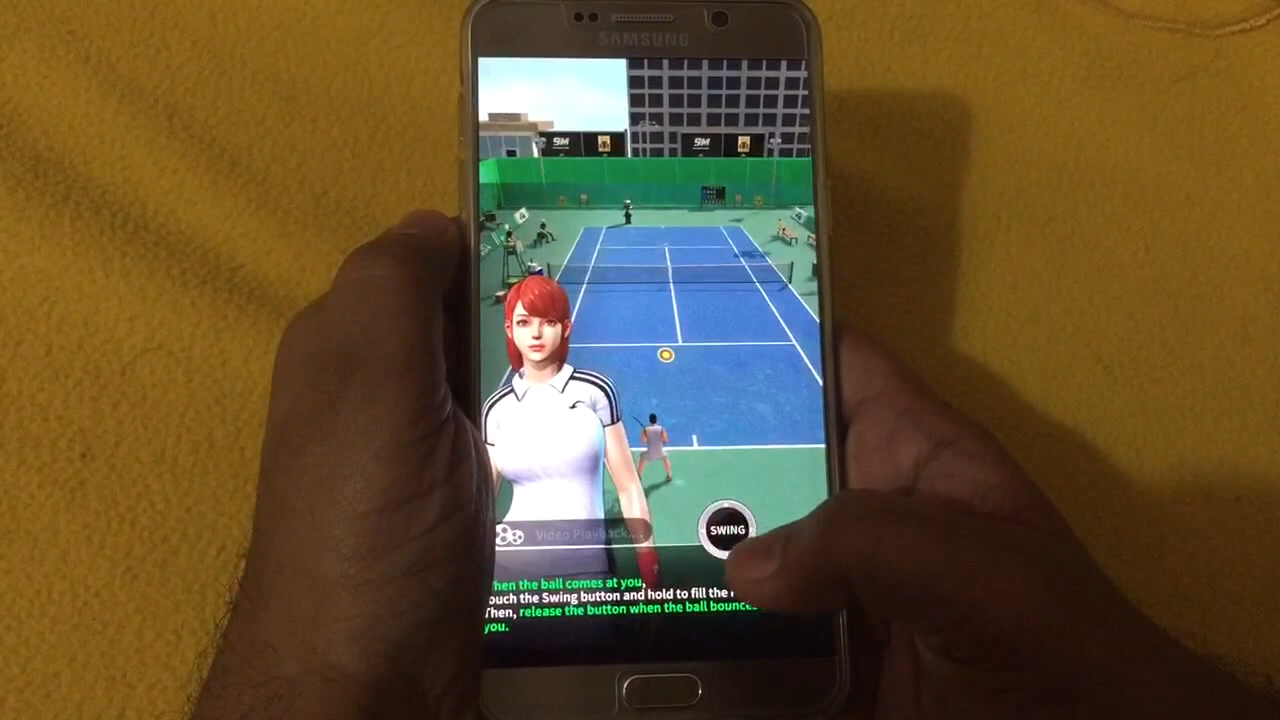 SAMSUNG
9M
9M
SWING
Video Playback...
hen the ball comes at you,
ouch the Swing button and hold to fill the
Then, release the button when the ball bounces
you.